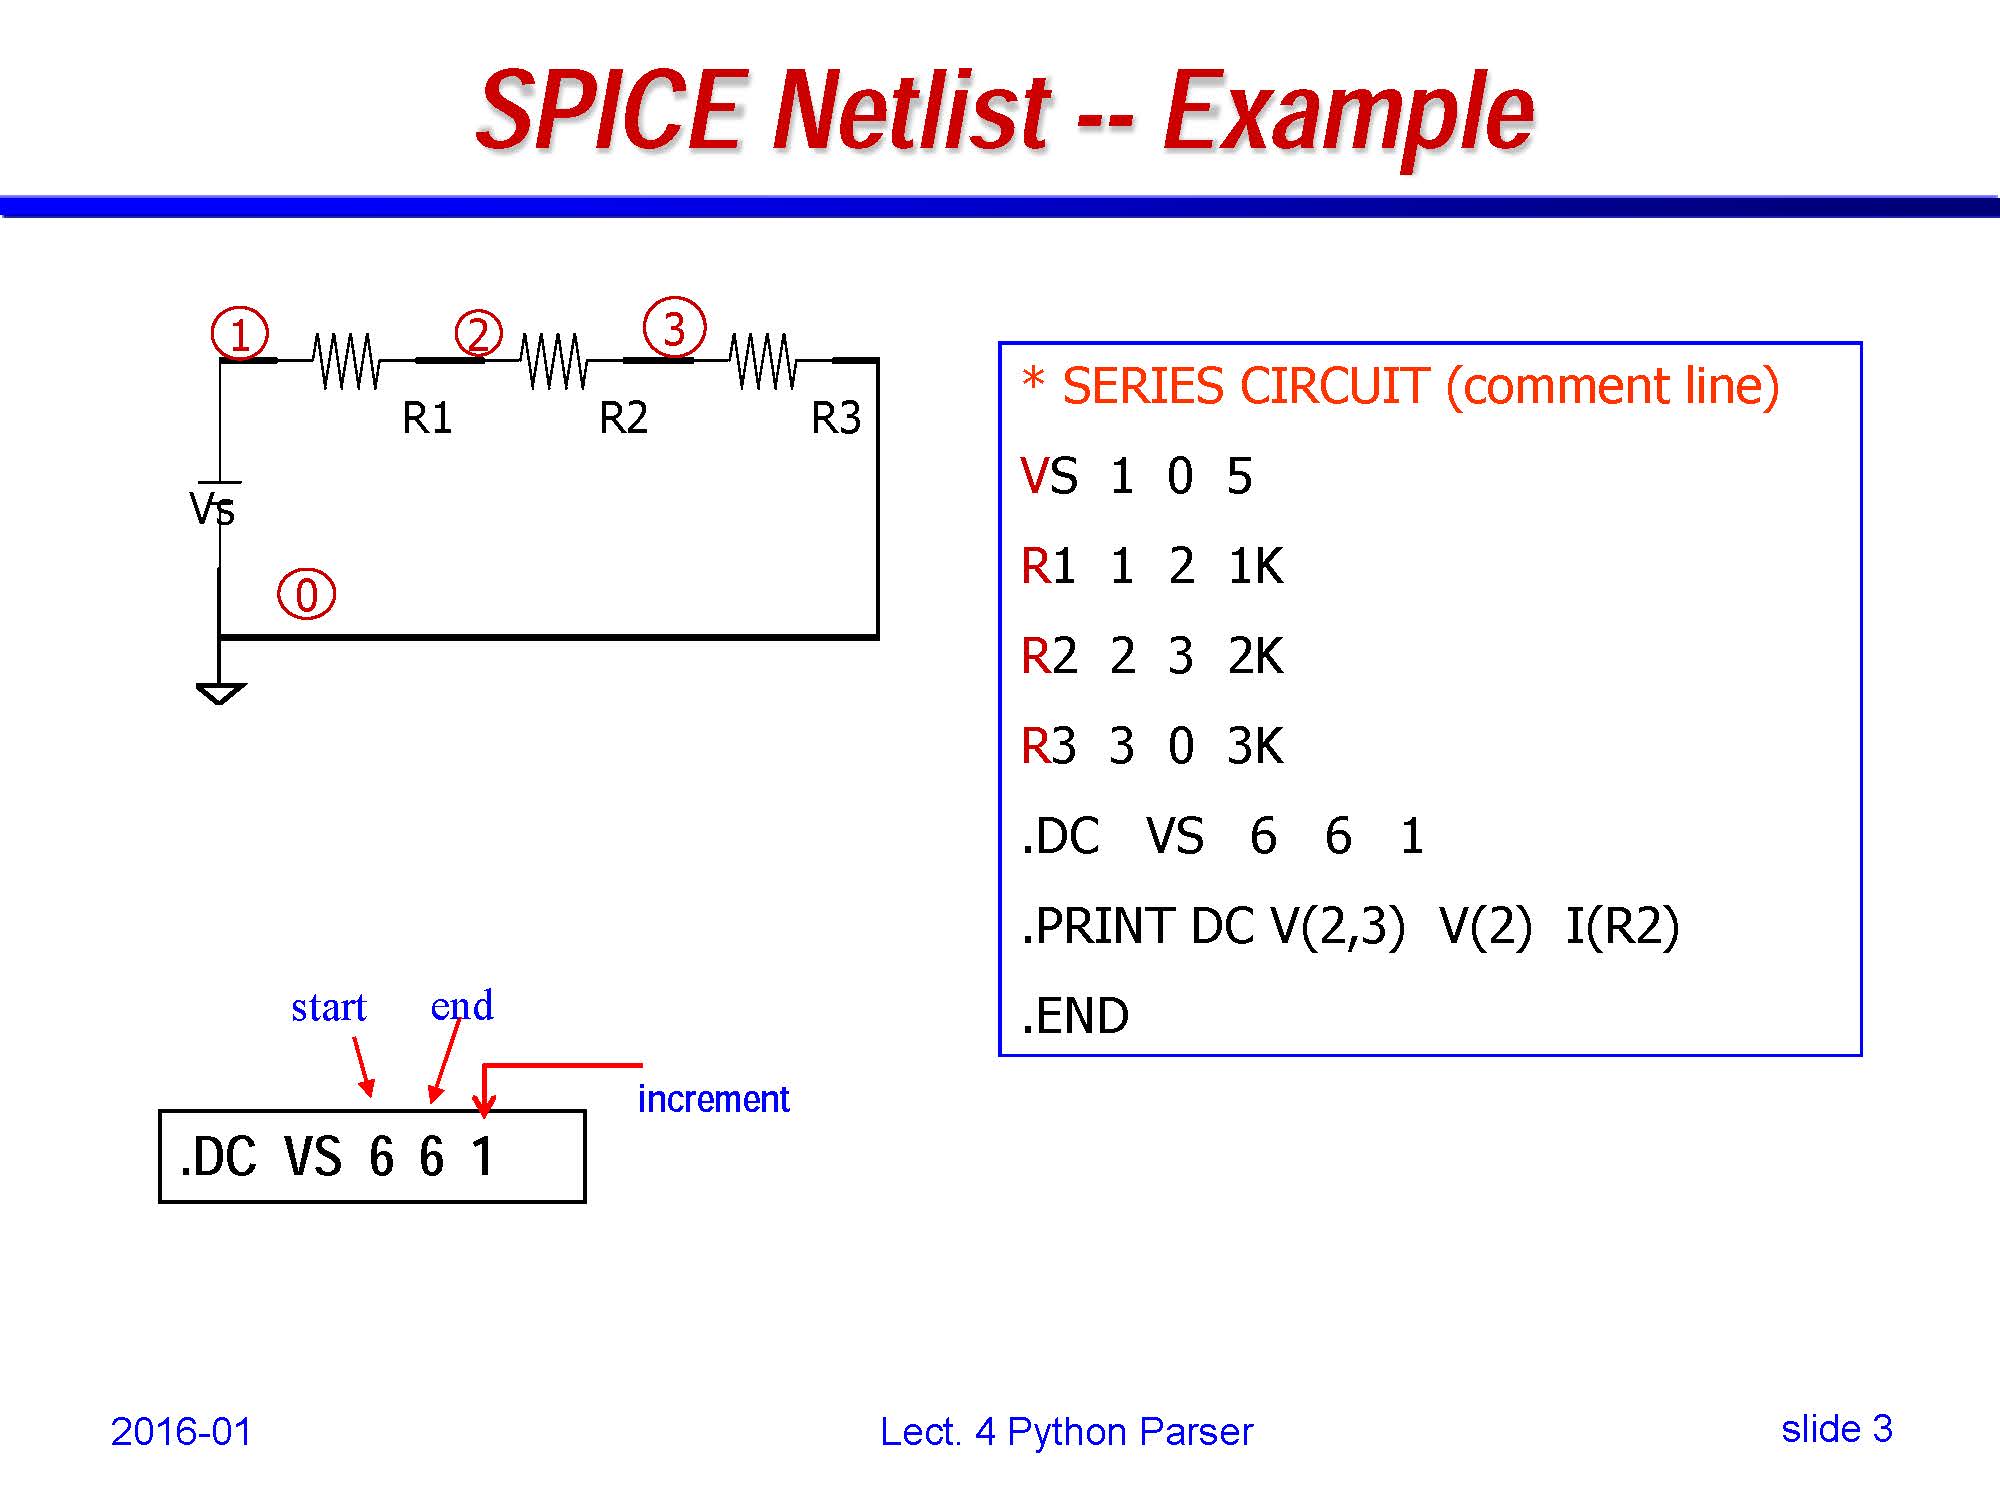 SPICE Netlist -- Example
1
2
3
R1
R2
R3
Vs
0
* SERIES CIRCUIT (comment line)
VS 1 0 5
R1 1 2 1K
R2 2 3 2K
R3 3 0 3K
.DC VS 6 6 1
.PRINT DC V(2,3) V(2) I(R2)
.END
start end
increment
.DC VS 6 6 1
2016-01
Lect. 4 Python Parser
slide 3